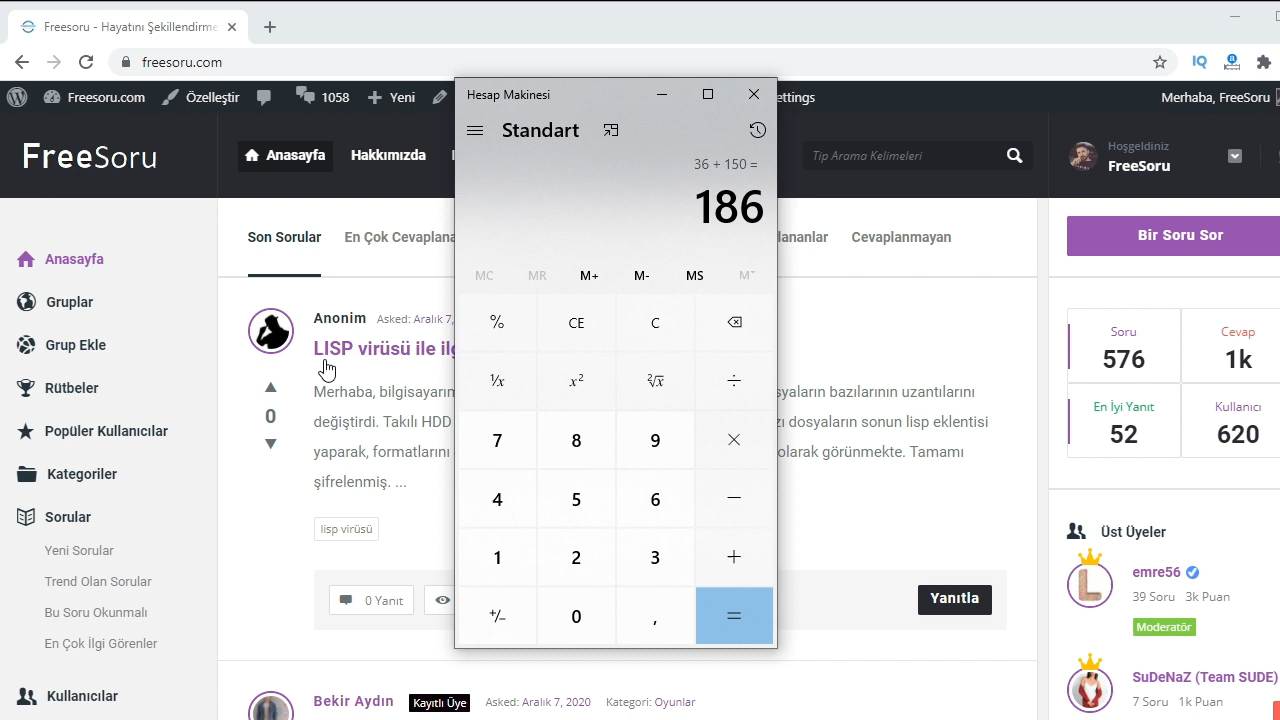 Freesoru - Hayatını Şekillendirme
freesoru.com
IQ
Freesoru.com
Özelleştir
1058
Yeni
ettings
Merhaba, FreeSoru
FreeSoru
Anasayfa
Hakkımızda
Tip Arama Kelimeleri
Hoşgeldiniz
FreeSoru
Hesap Makinesi
Standart
36 + 150 =
186
MC MR M+ M- MS M˅
% CE C
¹⁄x x² ²√x ÷
7 8 9 ×
4 5 6 −
1 2 3 +
+/− 0 , =
Anasayfa
Gruplar
Grup Ekle
Rütbeler
Popüler Kullanıcılar
Kategoriler
Sorular
Yeni Sorular
Trend Olan Sorular
Bu Soru Okunmalı
En Çok İlgi Görenler
Kullanıcılar
Son Sorular
En Çok Cevaplana
lananlar
Cevaplanmayan
Anonim Asked: Aralık 7,
LISP virüsü ile ilg
Merhaba, bilgisayarım
syaların bazılarının uzantılarını
0
değiştirdi. Takılı HDD
zı dosyaların sonun lisp eklentisi
yaparak, formatlarını
olarak görünmekte. Tamamı
şifrelenmiş. ...
lisp virüsü
0 Yanıt
Yanıtla
Bekir Aydın Kayıtlı Üye Asked: Aralık 7, 2020 Kategori: Oyunlar
Bir Soru Sor
Soru
576
Cevap
1k
En İyi Yanıt
52
Kullanıcı
620
Üst Üyeler
emre56
39 Soru 3k Puan
Moderatör
SuDeNaZ (Team SUDE)
7 Soru 1k Puan